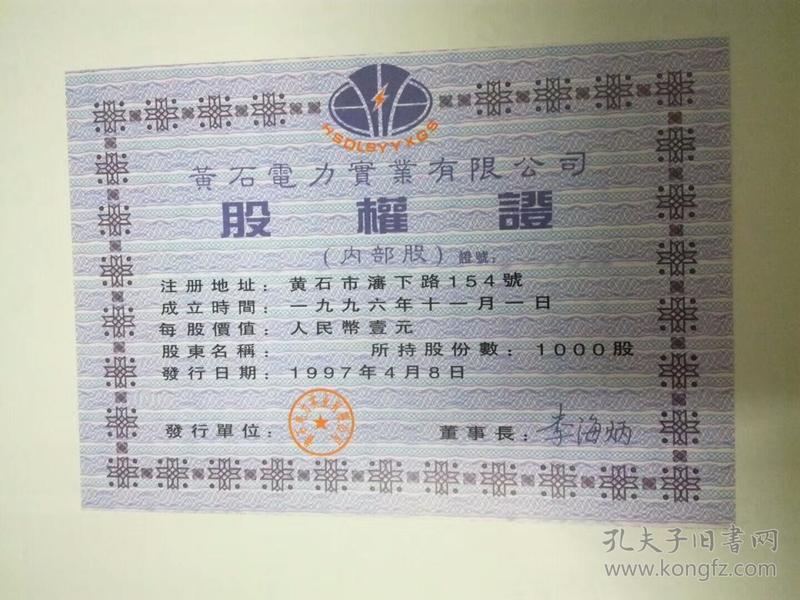 HSDLSYYXGS
黃石電力實業有限公司
股權證
(内部股) 證號:
注册地址: 黄石市瀋下路154號
成立時間: 一九九六年十一月一日
每股價值: 人民幣壹元
股東名稱: 所持股份數: 1000股
發行日期: 1997年4月8日
發行單位: 董事長: 李海炳
孔夫子旧書网
www.kongfz.com